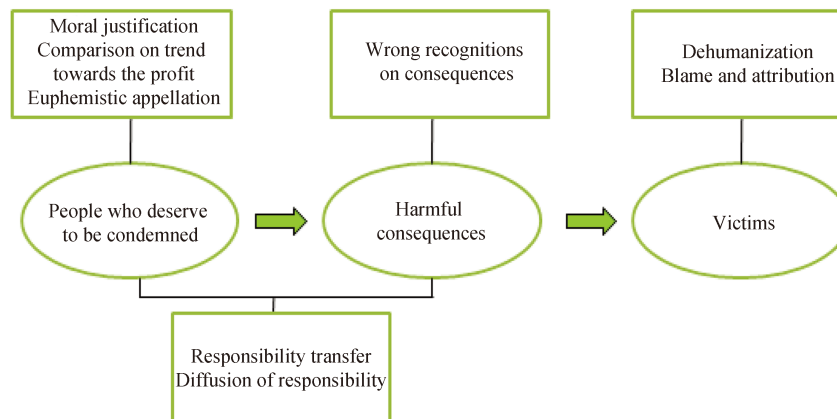 Moral justification
Comparison on trend
towards the profit
Euphemistic appellation
Wrong recognitions
on consequences
Dehumanization
Blame and attribution
People who deserve
to be condemned
Harmful
consequences
Victims
Responsibility transfer
Diffusion of responsibility